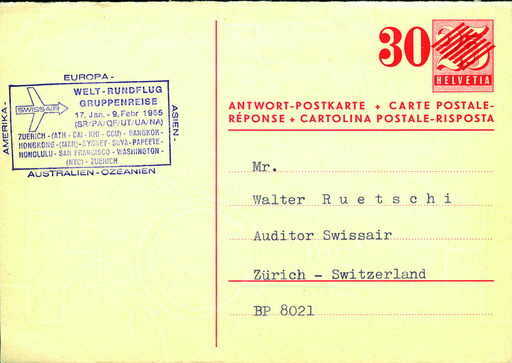 EUROPA-
AMERIKA-
ASIEN-
AUSTRALIEN-OZEANIEN
SWISSAIR
WELT-RUNDFLUG
GRUPPENREISE
17. Jan. - 9. Febr 1965
(SR/PA/QF/UT/UA/NA)
ZUERICH-(ATH-CAI-KHI-CCU)-BANGKOK-
HONGKONG-(MAN)-SYDNEY-SUVA-PAPEETE-
HONOLULU-SAN FRANCISCO-WASHINGTON-
(NYC)-ZUERICH
30
HELVETIA
ANTWORT-POSTKARTE + CARTE POSTALE-
RÉPONSE + CARTOLINA POSTALE-RISPOSTA
Mr.
Walter Ruetschi
Auditor Swissair
Zürich - Switzerland
BP 8021